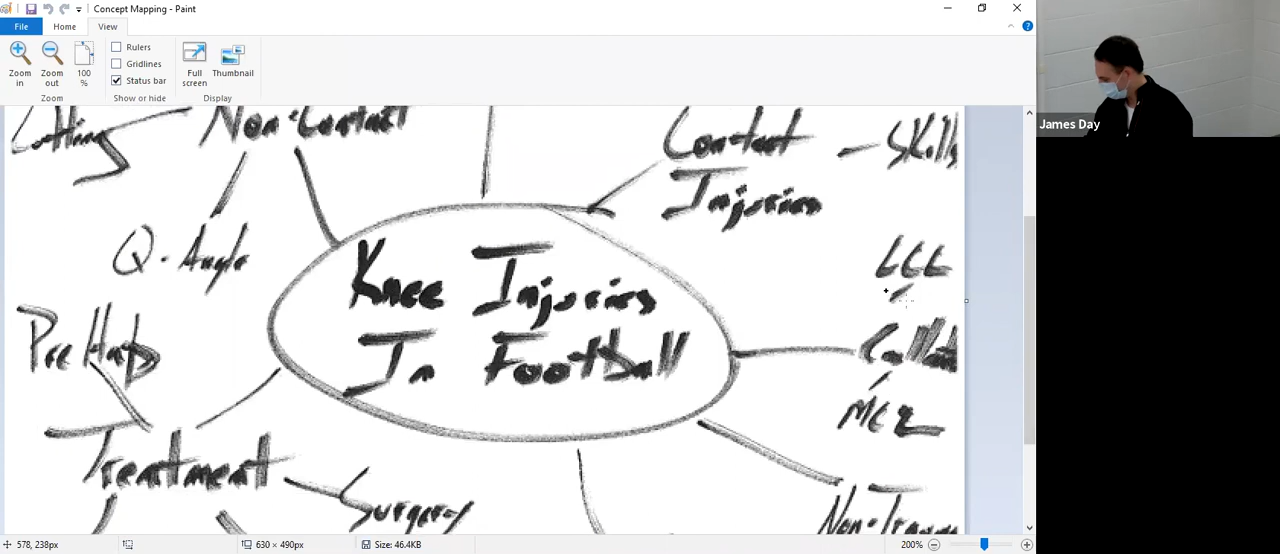 Concept Mapping - Paint
File Home View
Zoom in
Zoom out
100 %
Rulers
Gridlines
Status bar
Full screen
Thumbnail
Zoom
Show or hide
Display
James Day
Cutting
Non-Contact
Contact Injuries
Skills
Q-Angle
LCL
Knee Injuries
In Football
Pre Hab
MCL
Treatment
Surgery
578, 238px
630 × 490px
Size: 46.4KB
200%